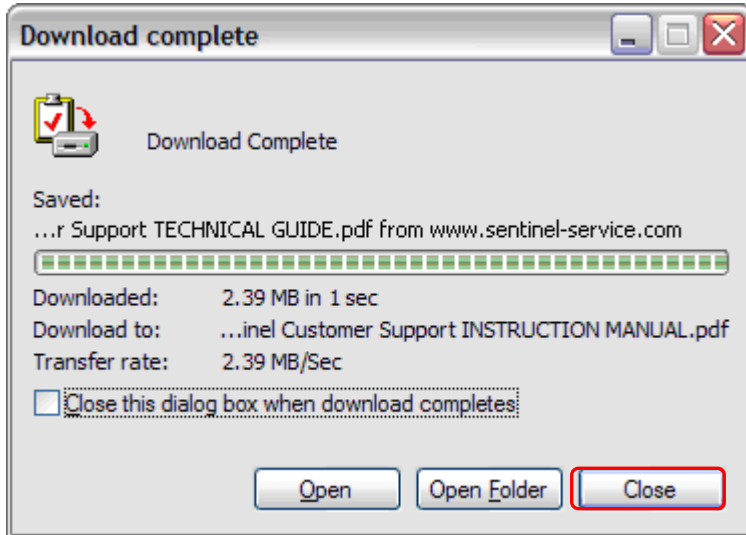 Download complete
Download Complete
Saved:
...r Support TECHNICAL GUIDE.pdf from www.sentinel-service.com
Downloaded: 2.39 MB in 1 sec
Download to: ...inel Customer Support INSTRUCTION MANUAL.pdf
Transfer rate: 2.39 MB/Sec
Close this dialog box when download completes
Open Open Folder Close